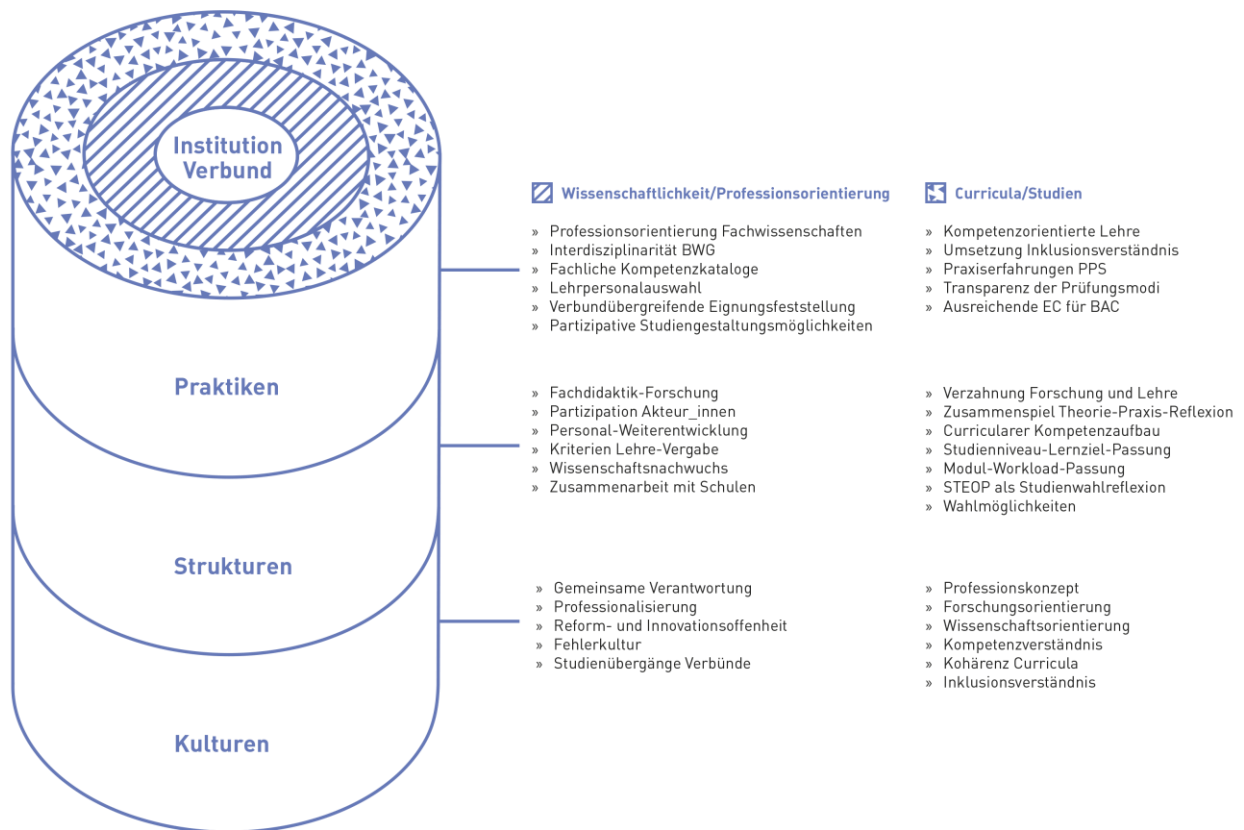 Institution
Verbund
Wissenschaftlichkeit/Professionsorientierung
» Professionsorientierung Fachwissenschaften
» Interdisziplinarität BWG
» Fachliche Kompetenzkataloge
» Lehrpersonalauswahl
» Verbundübergreifende Eignungsfeststellung
» Partizipative Studiengestaltungsmöglichkeiten
Curricula/Studien
» Kompetenzorientierte Lehre
» Umsetzung Inklusionsverständnis
» Praxiserfahrungen PPS
» Transparenz der Prüfungsmodi
» Ausreichende EC für BAC
Praktiken
» Fachdidaktik-Forschung
» Partizipation Akteur_innen
» Personal-Weiterentwicklung
» Kriterien Lehre-Vergabe
» Wissenschaftsnachwuchs
» Zusammenarbeit mit Schulen
» Verzahnung Forschung und Lehre
» Zusammenspiel Theorie-Praxis-Reflexion
» Curricularer Kompetenzaufbau
» Studienniveau-Lernziel-Passung
» Modul-Workload-Passung
» STEOP als Studienwahlreflexion
» Wahlmöglichkeiten
Strukturen
» Gemeinsame Verantwortung
» Professionalisierung
» Reform- und Innovationsoffenheit
» Fehlerkultur
» Studienübergänge Verbünde
» Professionskonzept
» Forschungsorientierung
» Wissenschaftsorientierung
» Kompetenzverständnis
» Kohärenz Curricula
» Inklusionsverständnis
Kulturen